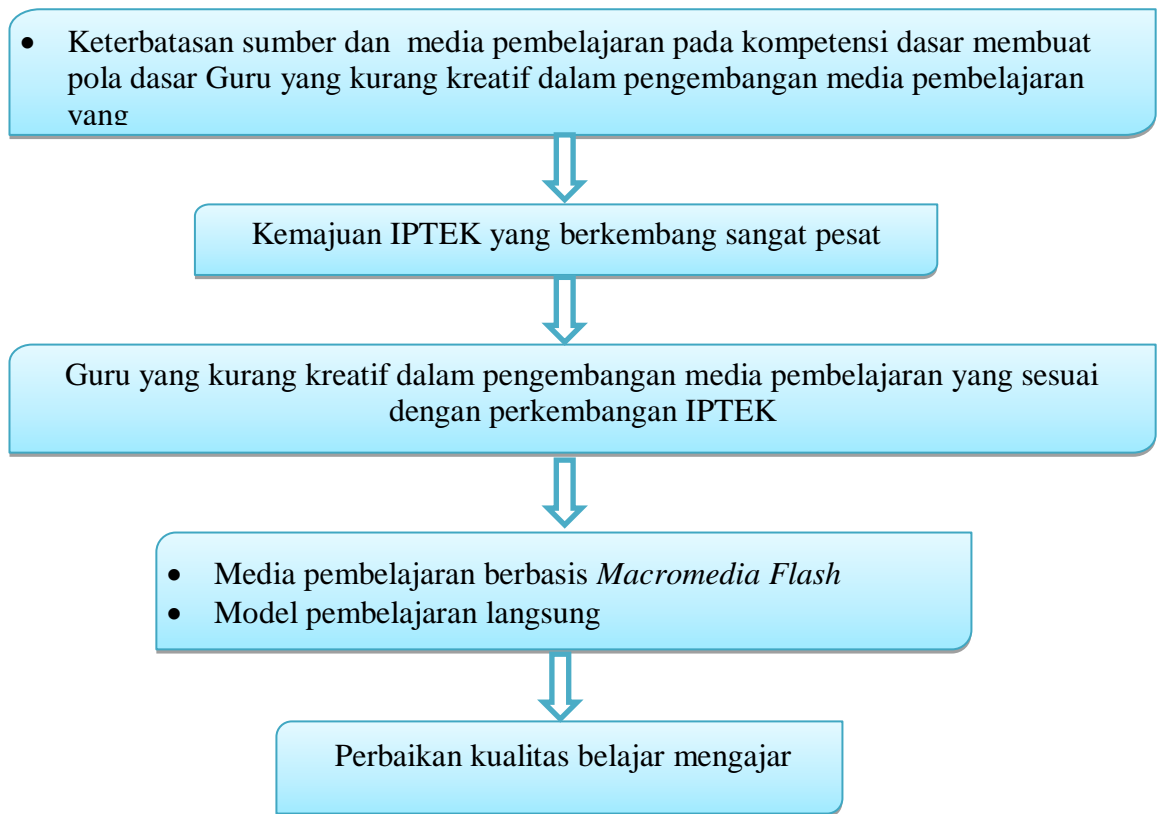 • Keterbatasan sumber dan media pembelajaran pada kompetensi dasar membuat
pola dasar Guru yang kurang kreatif dalam pengembangan media pembelajaran
yang
Kemajuan IPTEK yang berkembang sangat pesat
Guru yang kurang kreatif dalam pengembangan media pembelajaran yang sesuai
dengan perkembangan IPTEK
• Media pembelajaran berbasis Macromedia Flash
• Model pembelajaran langsung
Perbaikan kualitas belajar mengajar